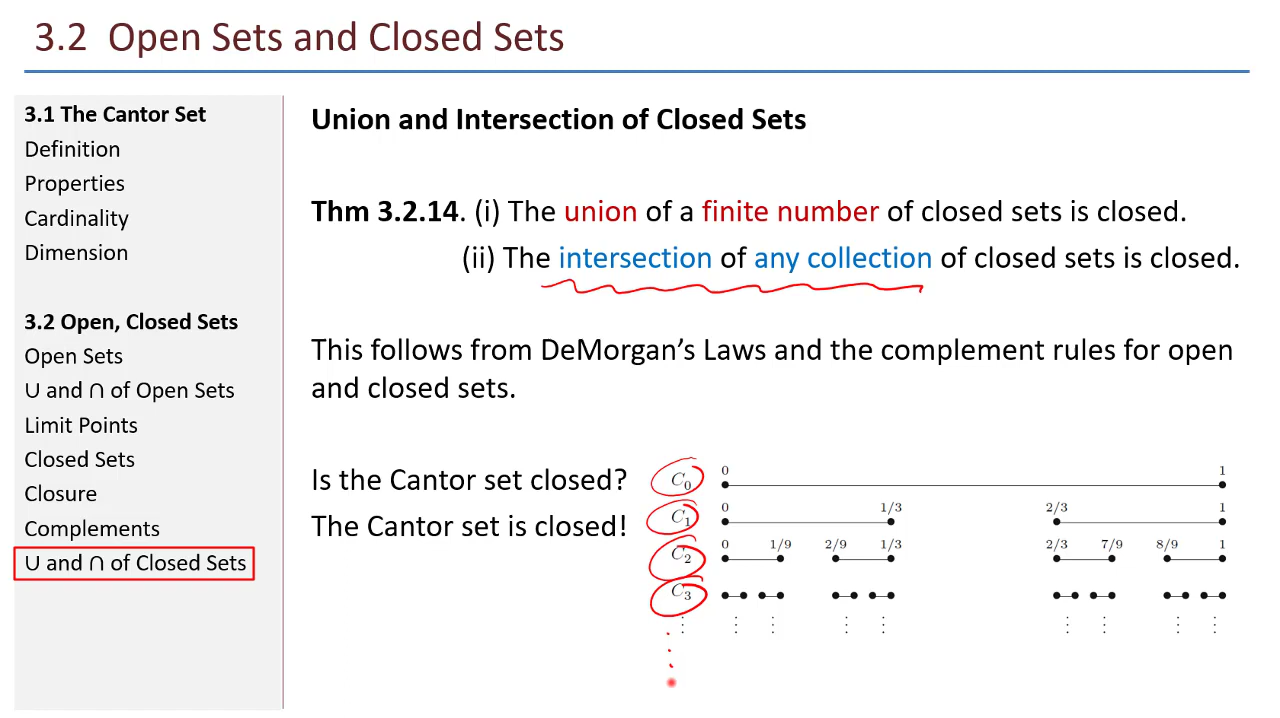 3.2 Open Sets and Closed Sets
3.1 The Cantor Set
Definition
Properties
Cardinality
Dimension
3.2 Open, Closed Sets
Open Sets
∪ and ∩ of Open Sets
Limit Points
Closed Sets
Closure
Complements
∪ and ∩ of Closed Sets
Union and Intersection of Closed Sets
Thm 3.2.14. (i) The union of a finite number of closed sets is closed.
(ii) The intersection of any collection of closed sets is closed.
This follows from DeMorgan's Laws and the complement rules for open
and closed sets.
Is the Cantor set closed?
The Cantor set is closed!
C₀ 0 1
C₁ 0 1/3 2/3 1
C₂ 0 1/9 2/9 1/3 2/3 7/9 8/9 1
C₃